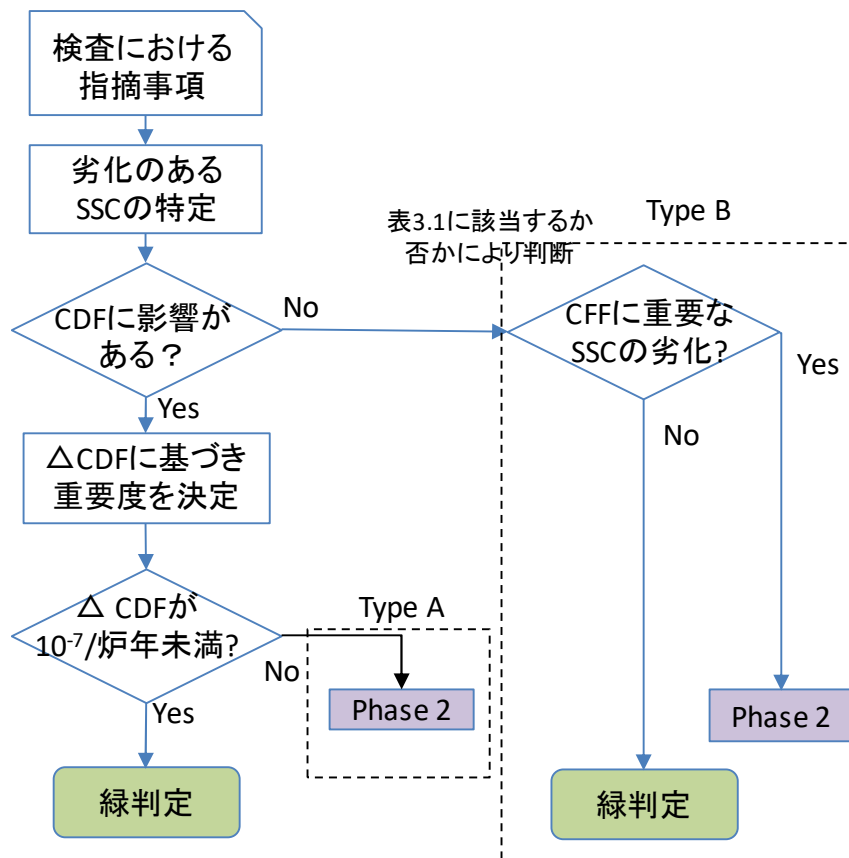 検査における
指摘事項
劣化のある
SSCの特定
表3.1に該当するか
否かにより判断
Type B
CDFに影響が
ある？
No
CFFに重要な
SSCの劣化?
Yes
Yes
No
△CDFに基づき
重要度を決定
△ CDFが
10⁻⁷/炉年未満?
Type A
No
Phase 2
Yes
Phase 2
緑判定
緑判定